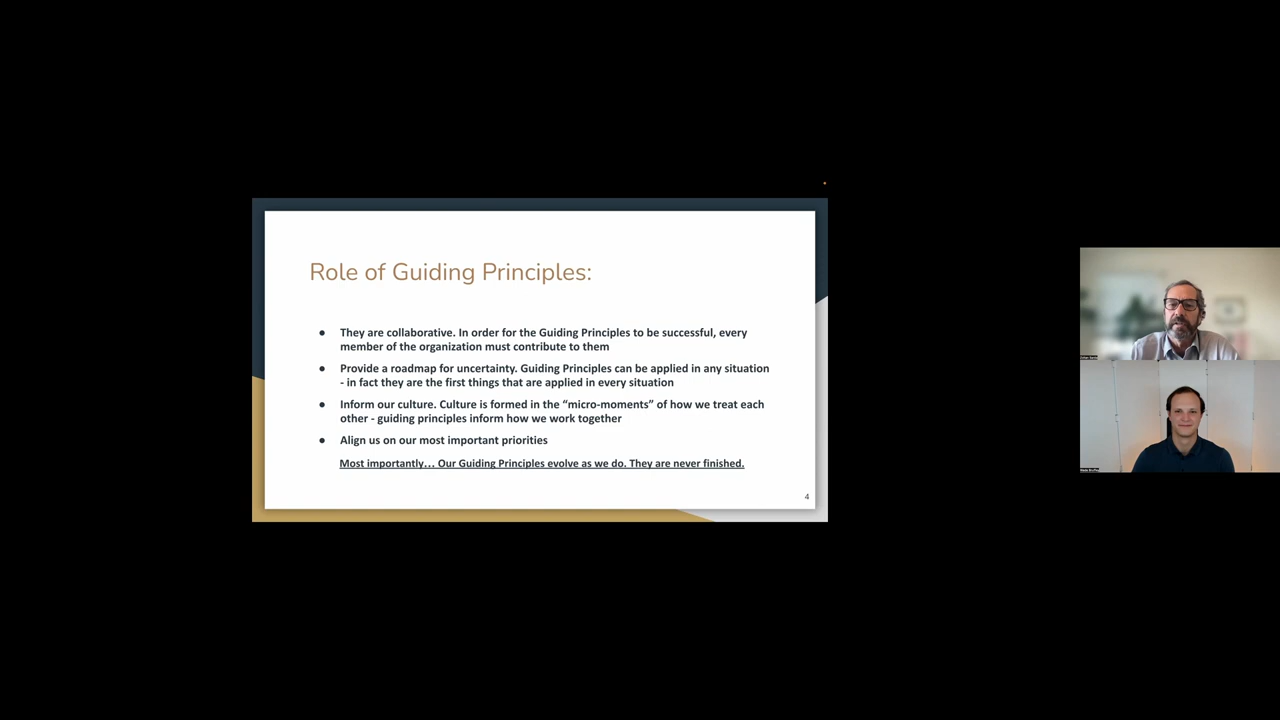 Role of Guiding Principles:
● They are collaborative. In order for the Guiding Principles to be successful, every
member of the organization must contribute to them
● Provide a roadmap for uncertainty. Guiding Principles can be applied in any situation
- in fact they are the first things that are applied in every situation
● Inform our culture. Culture is formed in the “micro-moments” of how we treat each
other - guiding principles inform how we work together
● Align us on our most important priorities
Most importantly… Our Guiding Principles evolve as we do. They are never finished.
4